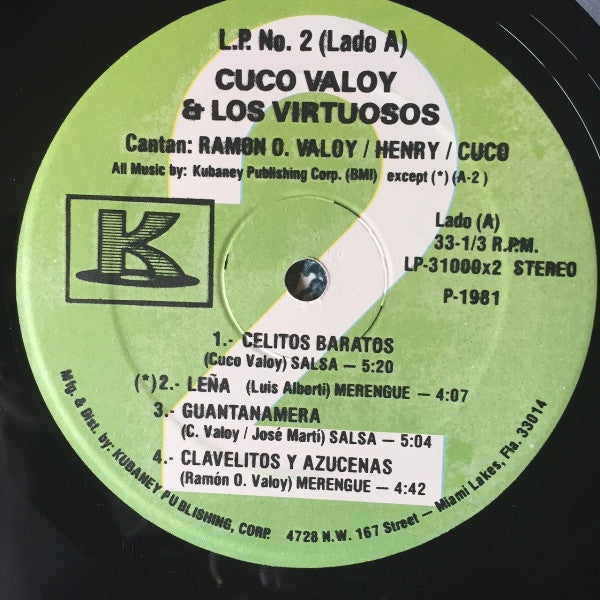 L.P. No. 2 (Lado A)
CUCO VALOY
& LOS VIRTUOSOS
Cantan: RAMON O. VALOY / HENRY / CUCO
All Music by: Kubaney Publishing Corp. (BMI) except (*) (A-2)
K
Lado (A)
33-1/3 R.P.M.
LP-31000x2 STEREO
P-1981
2
1.- CELITOS BARATOS
(Cuco Valoy) SALSA — 5:20
(*)2.- LEÑA (Luis Alberti) MERENGUE — 4:07
3.- GUANTANAMERA
(C. Valoy / José Martí) SALSA — 5:04
4.- CLAVELITOS Y AZUCENAS
(Ramón O. Valoy) MERENGUE — 4:42
Mfg. & Dist. by: KUBANEY PUBLISHING, CORP. 4728 N.W. 167 Street — Miami Lakes, Fla. 33014